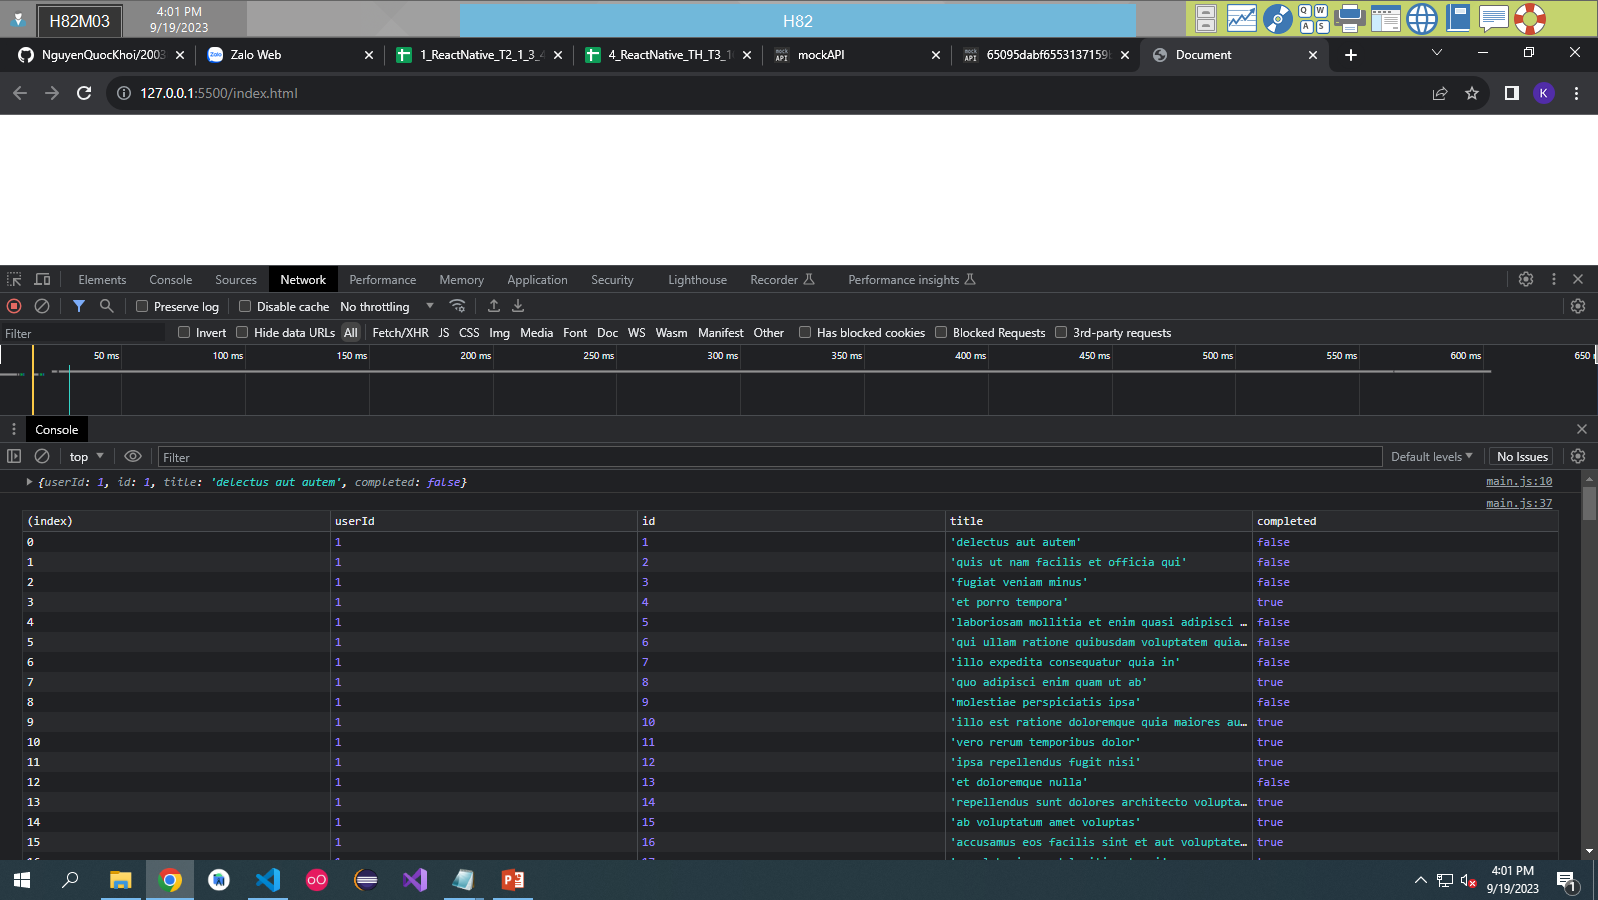 H82M03
4:01 PM
9/19/2023
H82
Q W
A S
NguyenQuocKhoi/2003
Zalo Web
1_ReactNative_T2_1_3_4
4_ReactNative_TH_T3_1
mockAPI
65095dabf6553137159
Document
127.0.0.1:5500/index.html
K
Elements Console Sources Network Performance Memory Application Security Lighthouse Recorder Performance insights
Preserve log Disable cache No throttling
Filter Invert Hide data URLs All Fetch/XHR JS CSS Img Media Font Doc WS Wasm Manifest Other Has blocked cookies Blocked Requests 3rd-party requests
50 ms 100 ms 150 ms 200 ms 250 ms 300 ms 350 ms 400 ms 450 ms 500 ms 550 ms 600 ms 650
Console
top Filter Default levels No Issues
{userId: 1, id: 1, title: 'delectus aut autem', completed: false} main.js:10
main.js:37
(index) userId id title completed
0 1 1 'delectus aut autem' false
1 1 2 'quis ut nam facilis et officia qui' false
2 1 3 'fugiat veniam minus' false
3 1 4 'et porro tempora' true
4 1 5 'laboriosam mollitia et enim quasi adipisci … false
5 1 6 'qui ullam ratione quibusdam voluptatem quia… false
6 1 7 'illo expedita consequatur quia in' false
7 1 8 'quo adipisci enim quam ut ab' true
8 1 9 'molestiae perspiciatis ipsa' false
9 1 10 'illo est ratione doloremque quia maiores au… true
10 1 11 'vero rerum temporibus dolor' true
11 1 12 'ipsa repellendus fugit nisi' true
12 1 13 'et doloremque nulla' false
13 1 14 'repellendus sunt dolores architecto volupta… true
14 1 15 'ab voluptatum amet voluptas' true
15 1 16 'accusamus eos facilis sint et aut voluptate… true
4:01 PM
9/19/2023
1